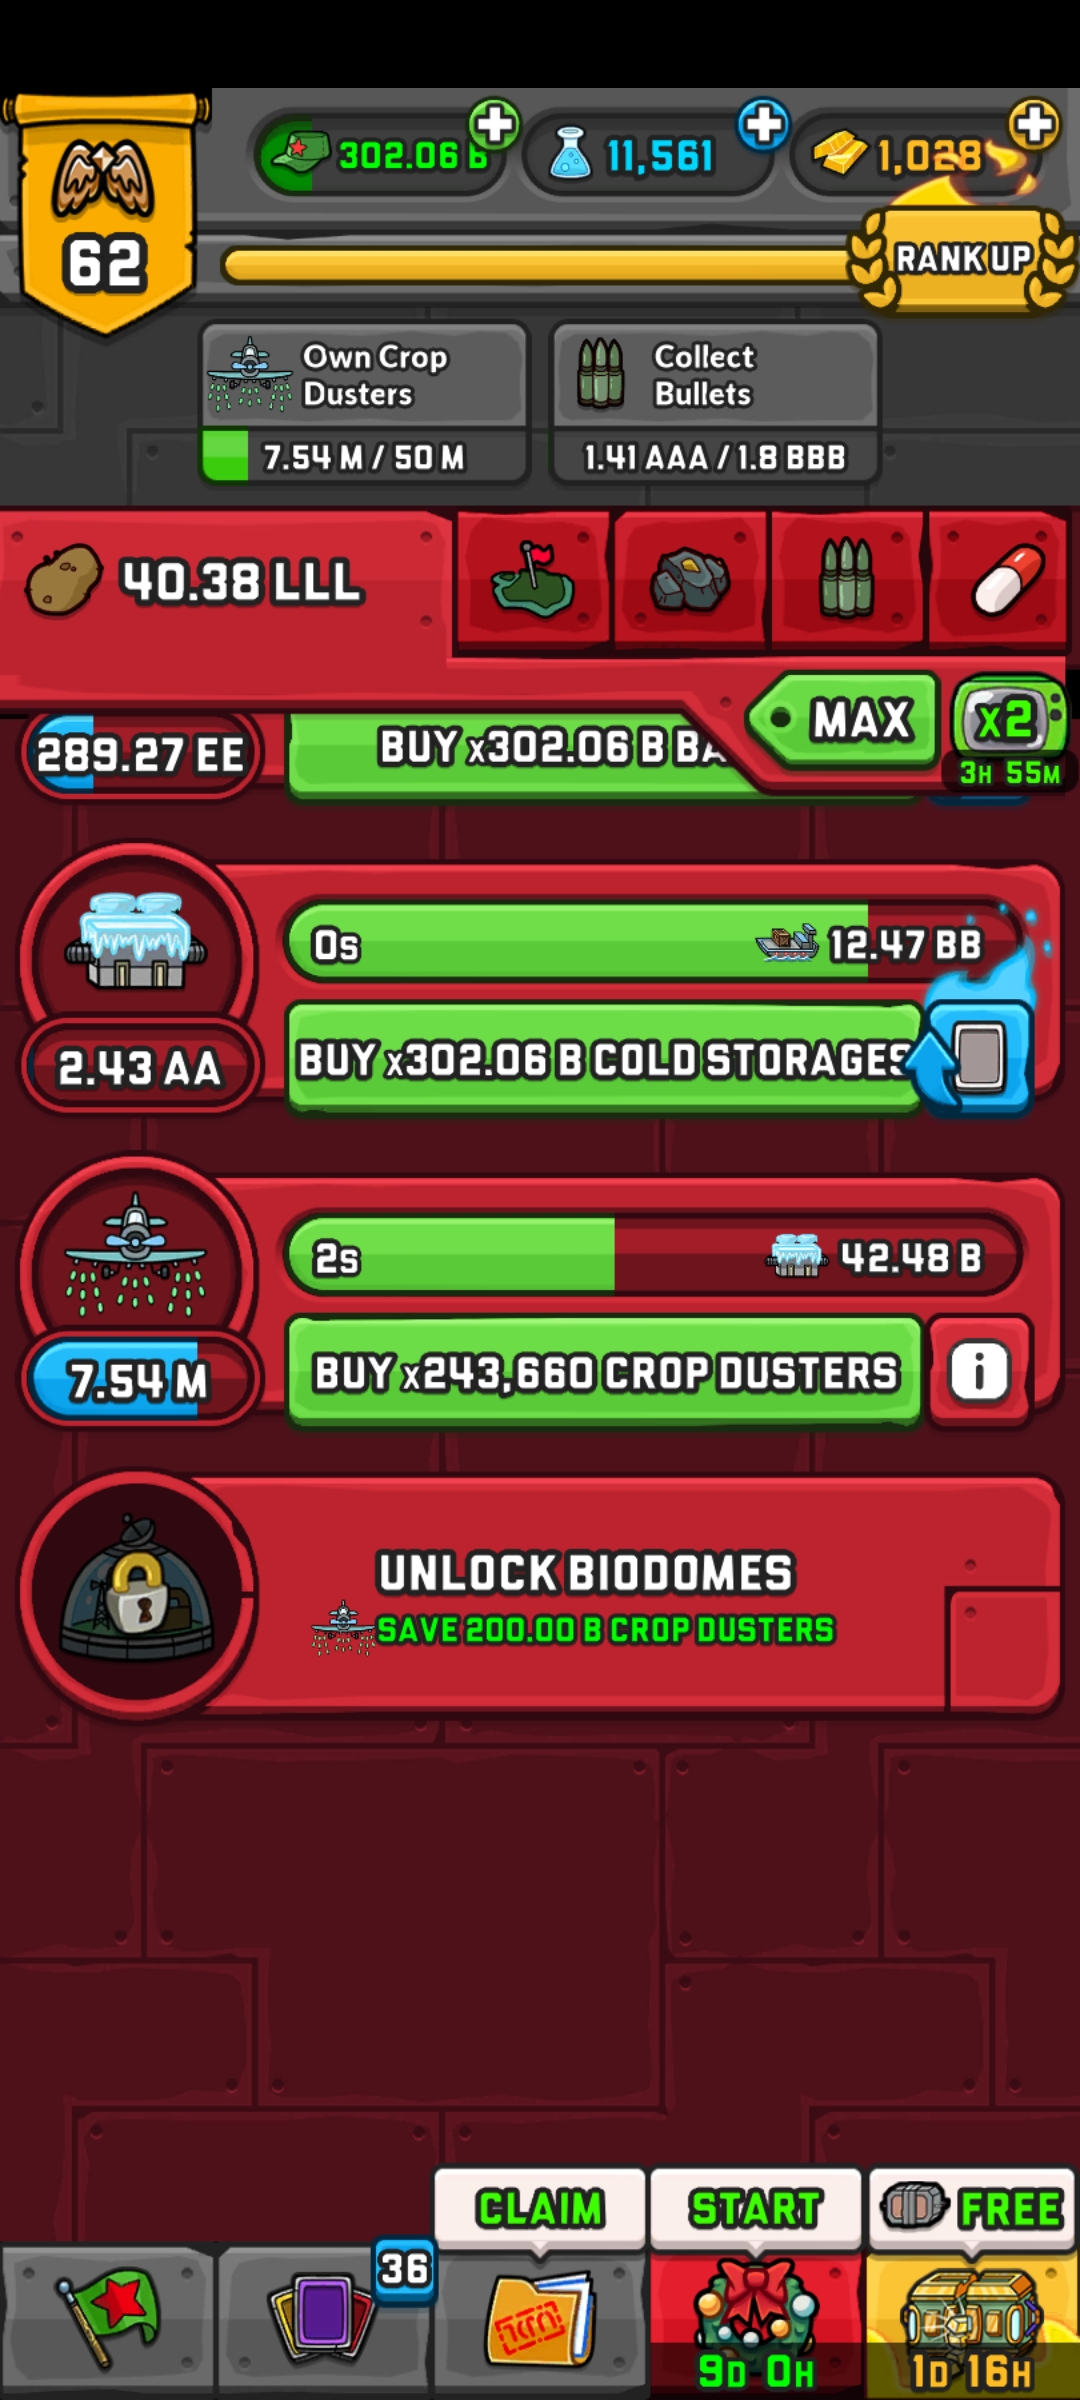 302.06 B
11,561
1,028
62
RANK UP
Own Crop
Dusters
7.54 M / 50 M
Collect
Bullets
1.41 AAA / 1.8 BBB
40.38 LLL
MAX
x2
3H 55M
289.27 EE
BUY x302.06 B
0s
12.47 BB
2.43 AA
BUY x302.06 B COLD STORAGES
2s
42.48 B
7.54 M
BUY x243,660 CROP DUSTERS
i
UNLOCK BIODOMES
SAVE 200.00 B CROP DUSTERS
CLAIM
START
FREE
36
9D 0H
1D 16H